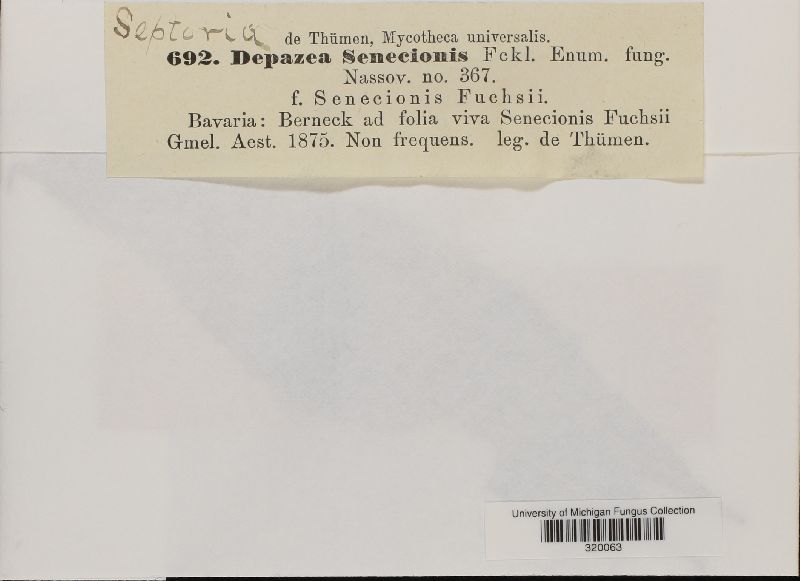 Septoria
de Thümen, Mycotheca universalis.
692. Depazea Senecionis Fckl. Enum. fung.
Nassov. no. 367.
f. Senecionis Fuchsii.
Bavaria: Berneck ad folia viva Senecionis Fuchsii
Gmel. Aest. 1875. Non frequens. leg. de Thümen.
University of Michigan Fungus Collection
320063